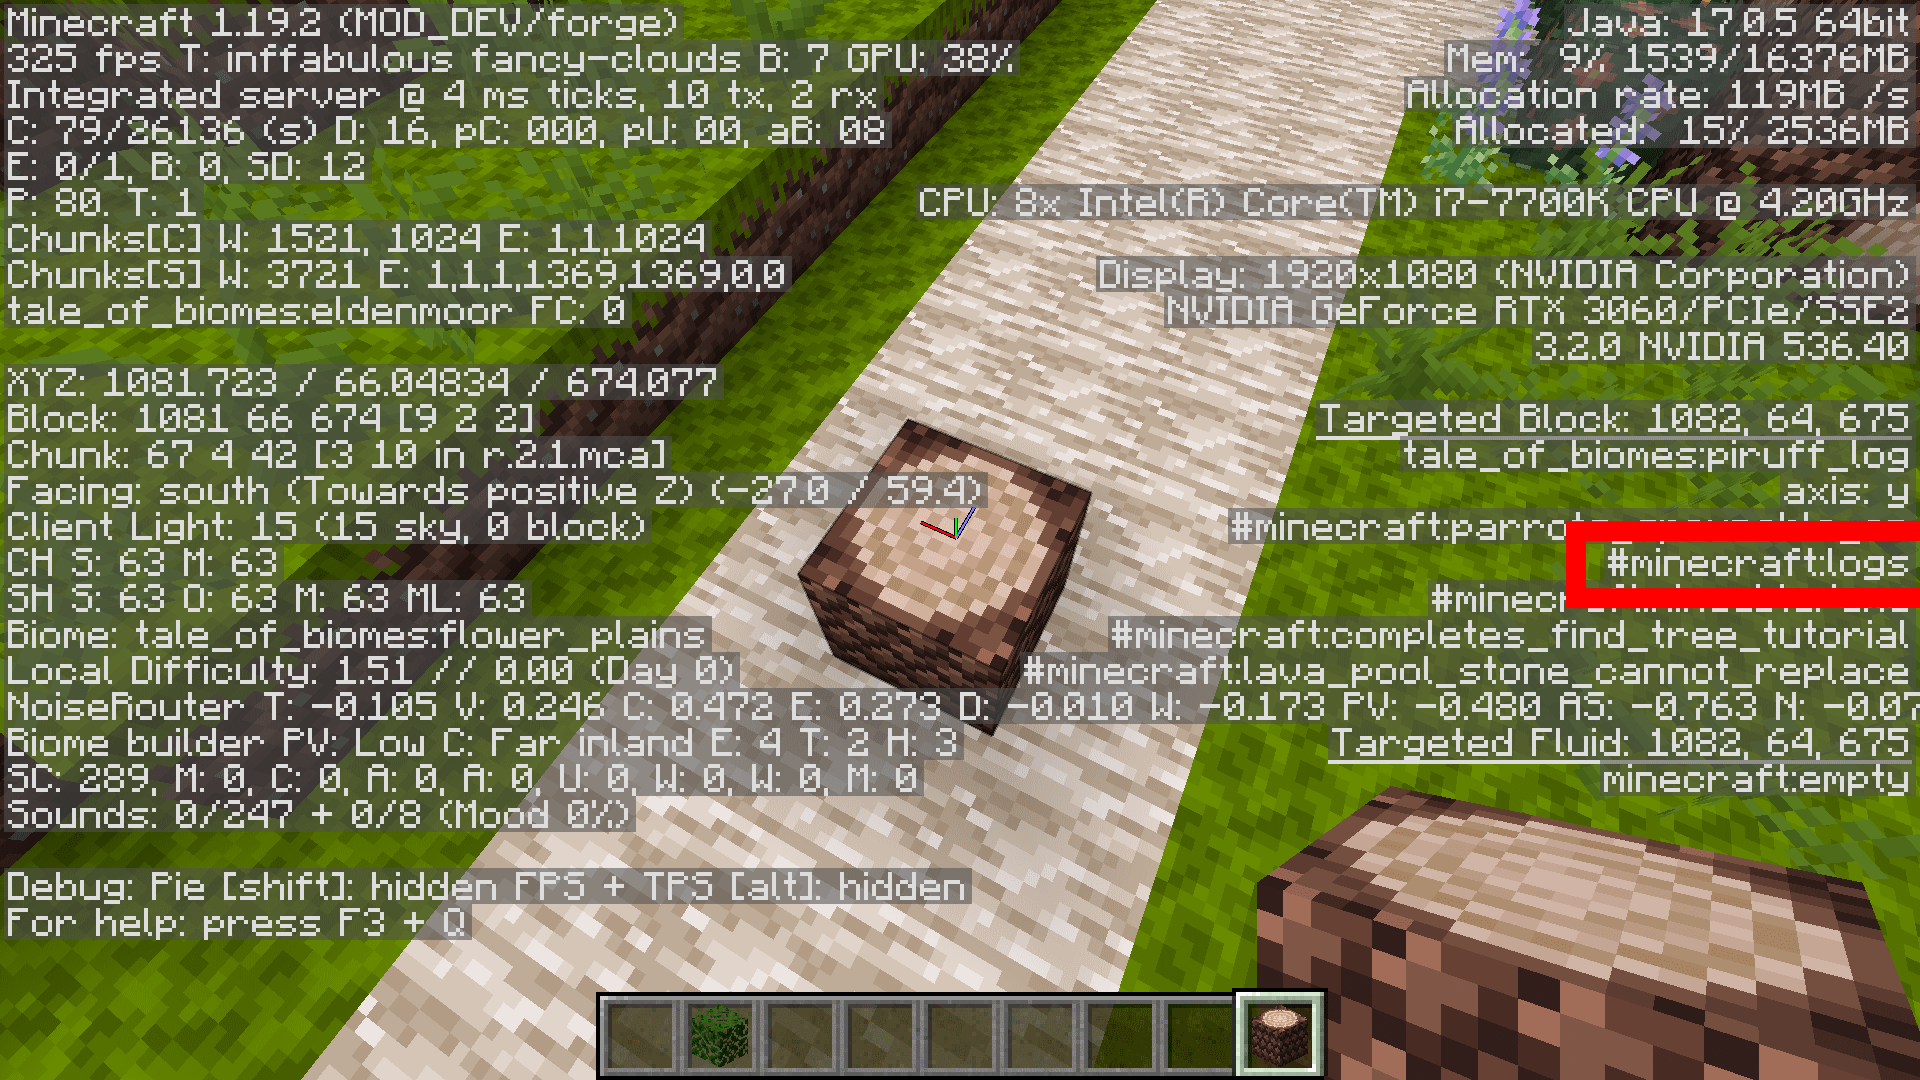 Minecraft 1.19.2 (MOD_DEV/forge)
325 fps T: inffabulous fancy-clouds B: 7 GPU: 38%
Integrated server @ 4 ms ticks, 10 tx, 2 rx
C: 79/26136 (s) D: 16, pC: 000, pU: 00, aB: 08
E: 0/1, B: 0, SD: 12
P: 80. T: 1
Chunks[C] W: 1521, 1024 E: 1,1,1024
Chunks[S] W: 3721 E: 1,1,1,1369,1369,0,0
tale_of_biomes:eldenmoor FC: 0
XYZ: 1081.723 / 66.04834 / 674.077
Block: 1081 66 674 [9 2 2]
Chunk: 67 4 42 [3 10 in r.2.1.mca]
Facing: south (Towards positive Z) (-27.0 / 59.4)
Client Light: 15 (15 sky, 0 block)
CH S: 63 M: 63
SH S: 63 O: 63 M: 63 ML: 63
Biome: tale_of_biomes:flower_plains
Local Difficulty: 1.51 // 0.00 (Day 0)
NoiseRouter T: -0.105 V: 0.246 C: 0.472 E: 0.273 D: -0.010 W: -0.173 PV: -0.480 AS: -0.763 N: -0.07
Biome builder PV: Low C: Far inland E: 4 T: 2 H: 3
SC: 289, M: 0, C: 0, A: 0, A: 0, U: 0, W: 0, W: 0, M: 0
Sounds: 0/247 + 0/8 (Mood 0%)
Debug: Pie [shift]: hidden FPS + TPS [alt]: hidden
For help: press F3 + Q
Java: 17.0.5 64bit
Mem: 9% 1539/16376MB
Allocation rate: 119MB /s
Allocated: 15% 2536MB
CPU: 8x Intel(R) Core(TM) i7-7700K CPU @ 4.20GHz
Display: 1920x1080 (NVIDIA Corporation)
NVIDIA GeForce RTX 3060/PCIe/SSE2
3.2.0 NVIDIA 536.40
Targeted Block: 1082, 64, 675
tale_of_biomes:piruff_log
axis: y
#minecraft:logs
#minecraft:completes_find_tree_tutorial
#minecraft:lava_pool_stone_cannot_replace
Targeted Fluid: 1082, 64, 675
minecraft:empty